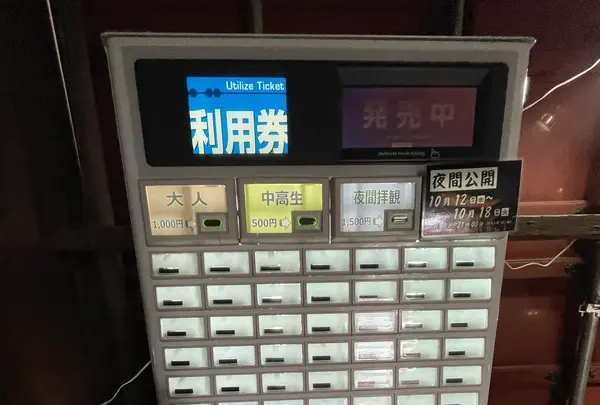 Utilize Ticket
利用券
発売中
大人
1,000円
中高生
500円
夜間拝観
1,500円
夜間公開
10月12日
10月18日